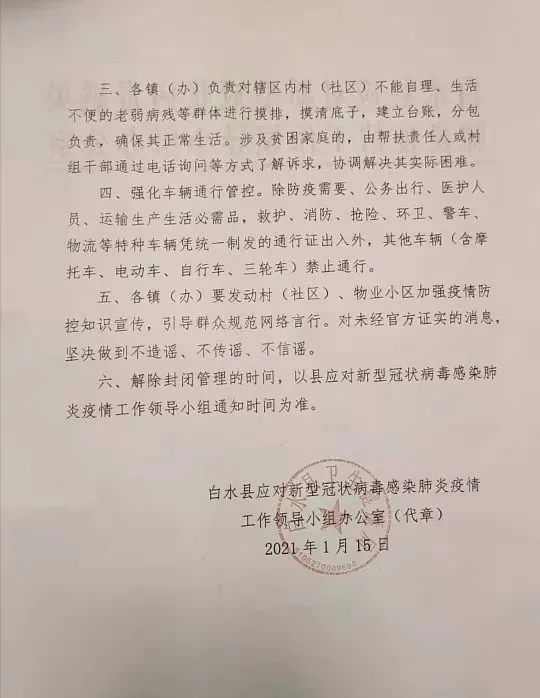 三、各镇（办）负责对辖区内村（社区）不能自理、生活
不便的老弱病残等群体进行摸排，摸清底子，建立台账，分包
负责，确保其正常生活。涉及贫困家庭的，由帮扶责任人或村
组干部通过电话询问等方式了解诉求，协调解决其实际困难。
四、强化车辆通行管控。除防疫需要、公务出行、医护人
员、运输生产生活必需品，救护、消防、抢险、环卫、警车、
物流等特种车辆凭统一制发的通行证出入外，其他车辆（含摩
托车、电动车、自行车、三轮车）禁止通行。
五、各镇（办）要发动村（社区）、物业小区加强疫情防
控知识宣传，引导群众规范网络言行。对未经官方证实的消息，
坚决做到不造谣、不传谣、不信谣。
六、解除封闭管理的时间，以县应对新型冠状病毒感染肺
炎疫情工作领导小组通知时间为准。
白水县应对新型冠状病毒感染肺炎疫情
工作领导小组办公室（代章）
2021年1月15日